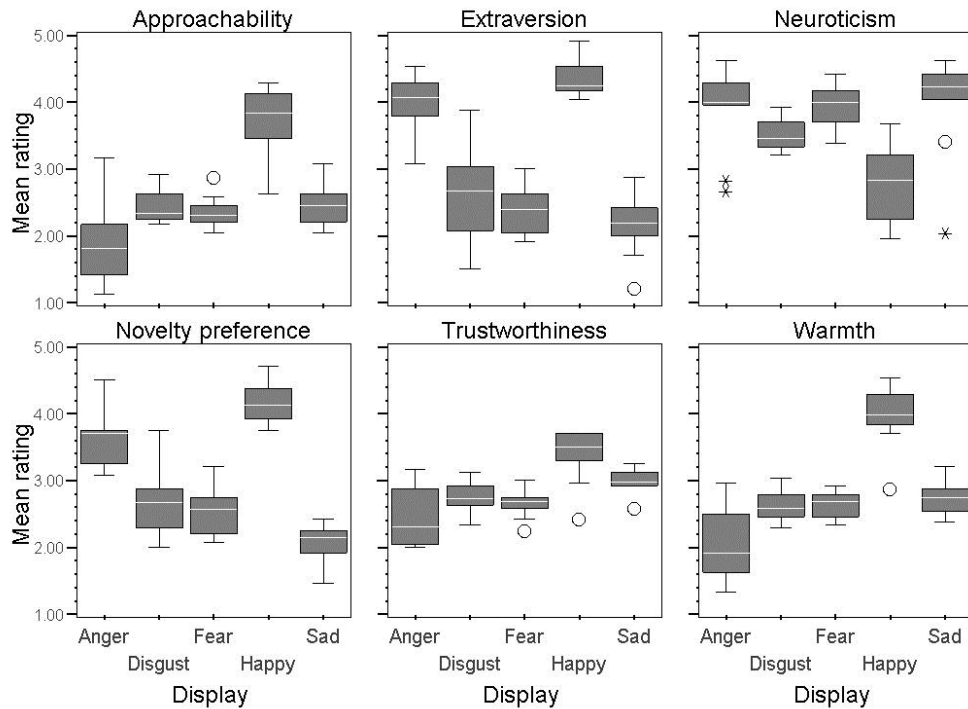 Approachability Extraversion Neuroticism
5.00
4.00
3.00
2.00
1.00
Mean rating
Novelty preference Trustworthiness Warmth
5.00
4.00
3.00
2.00
1.00
Mean rating
Anger Fear Sad Anger Fear Sad Anger Fear Sad
Disgust Happy Disgust Happy Disgust Happy
Display Display Display